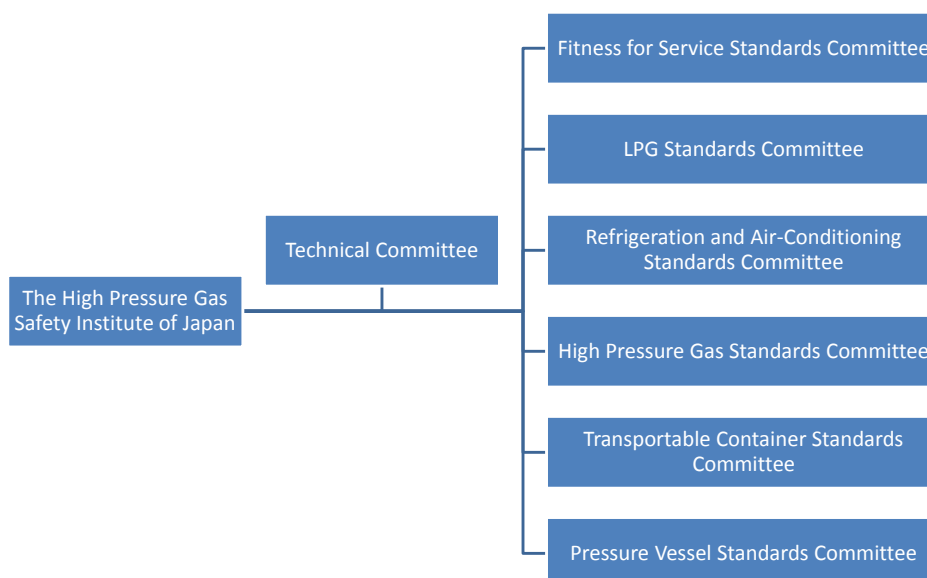 Fitness for Service Standards Committee
LPG Standards Committee
Refrigeration and Air-Conditioning
Standards Committee
Technical Committee
The High Pressure Gas
Safety Institute of Japan
High Pressure Gas Standards Committee
Transportable Container Standards
Committee
Pressure Vessel Standards Committee